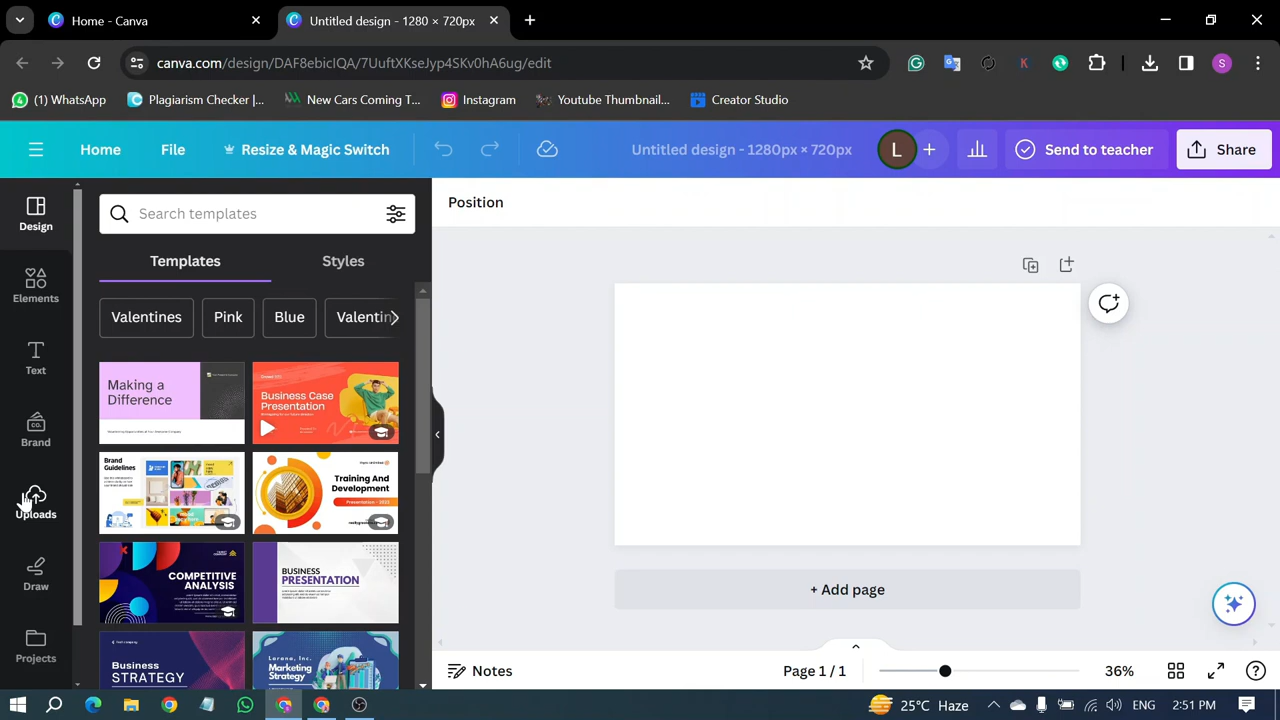 Home - Canva
Untitled design - 1280 × 720px
canva.com/design/DAF8ebicIQA/7UuftXKseJyp4SKv0hA6ug/edit
S
(1) WhatsApp
Plagiarism Checker |...
New Cars Coming T...
Instagram
Youtube Thumbnail...
Creator Studio
Home
File
Resize & Magic Switch
Untitled design - 1280px × 720px
L
Send to teacher
Share
Design
Elements
Text
Brand
Uploads
Draw
Projects
Search templates
Templates
Styles
Valentines
Pink
Blue
Valentin
Making a
Difference
Business Case
Presentation
Brand
Guidelines
Training And
Development
Presentation -
COMPETITIVE
ANALYSIS
BUSINESS
PRESENTATION
Business
STRATEGY
Larana, Inc.
Marketing
Strategy
Position
+ Add page
Notes
Page 1 / 1
36%
25°C Haze
ENG
2:51 PM